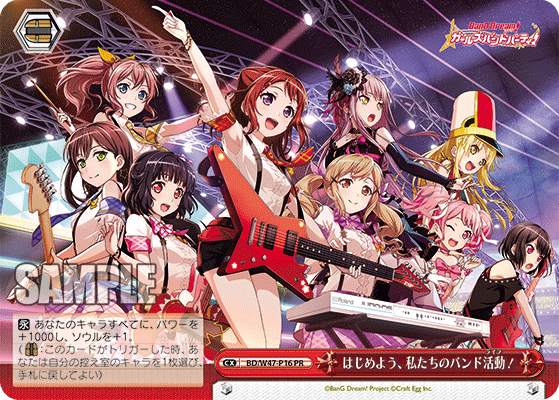 BanG Dream!
ガールズバンドパーティ!
Roland
SAMPLE
永 あなたのキャラすべてに、パワーを
+1000し、ソウルを+1。
( :このカードがトリガーした時、あな
たは自分の控え室のキャラを1枚選び、
手札に戻してよい)
CX
BD/W47-P16 PR
ライブ
はじめよう、私たちのバンド活動!
©BanG Dream! Project ©Craft Egg Inc.